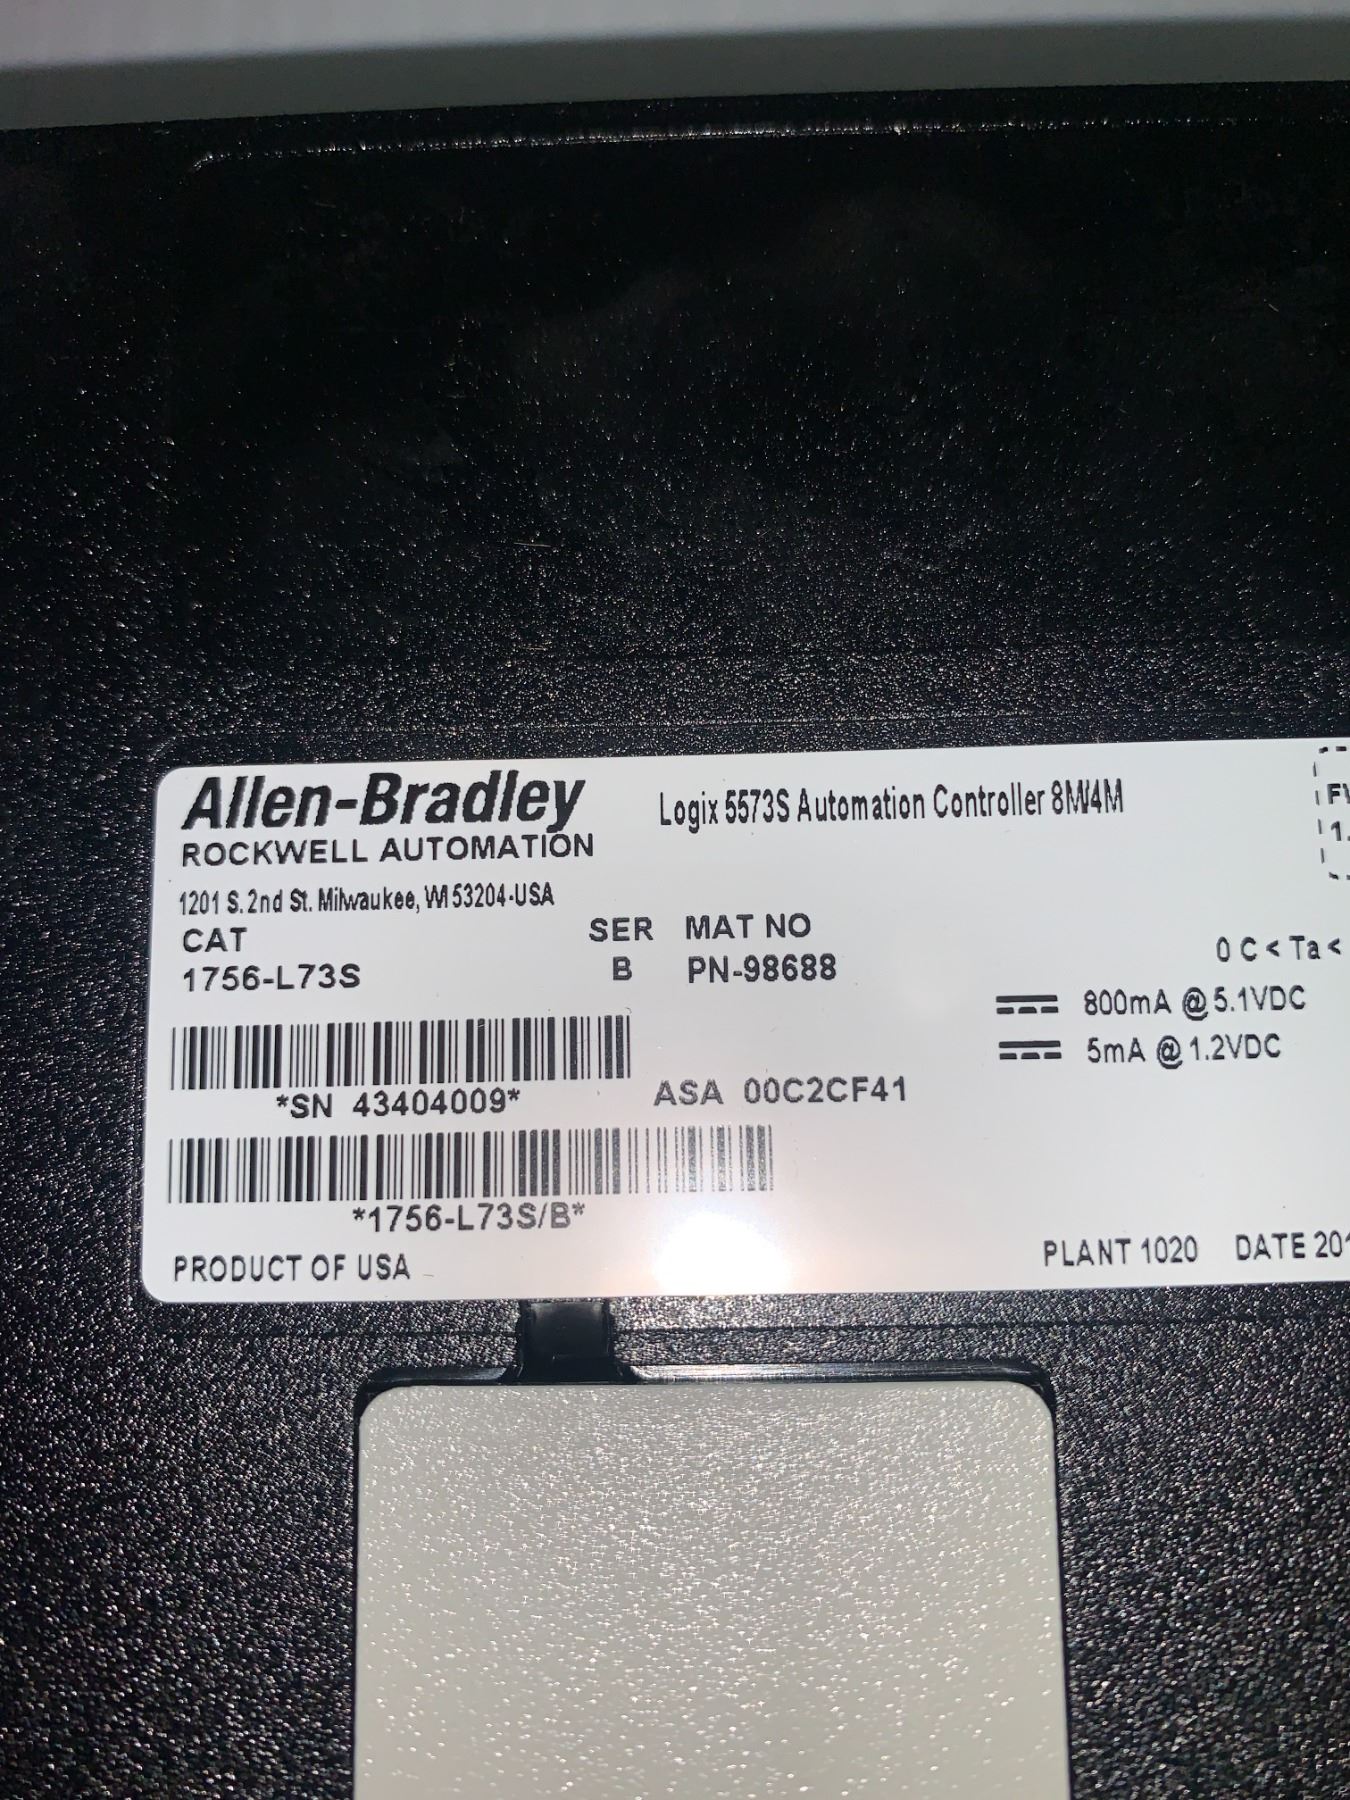 Allen-Bradley
ROCKWELL AUTOMATION
Logix 5573S Automation Controller 8M/4M
1201 S. 2nd St. Milwaukee, WI 53204-USA
CAT SER MAT NO
1756-L73S B PN-98688
0 C < Ta <
800mA @ 5.1VDC
5mA @ 1.2VDC
*SN 43404009* ASA 00C2CF41
*1756-L73S/B*
PRODUCT OF USA PLANT 1020 DATE